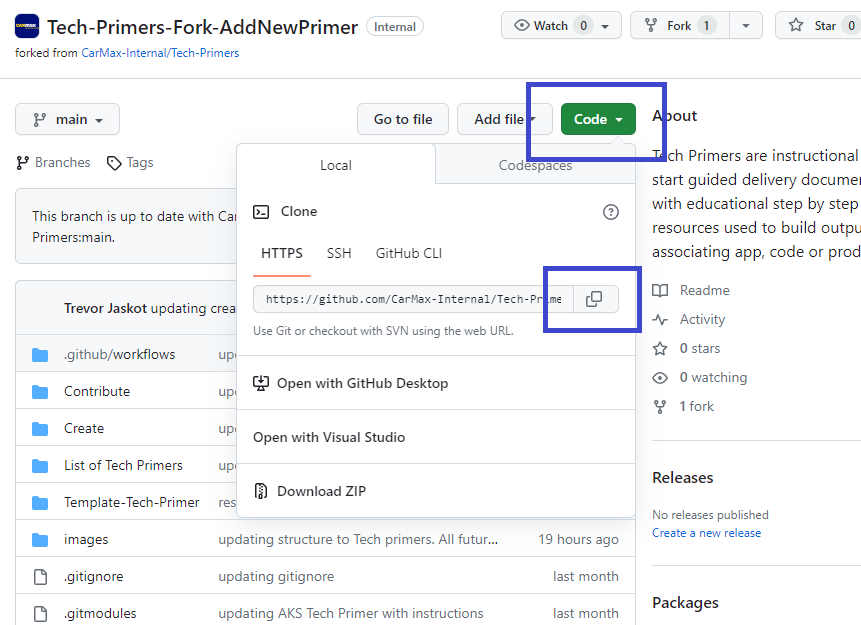 Tech-Primers-Fork-AddNewPrimer Internal
Watch 0 Fork 1 Star 0
forked from CarMax-Internal/Tech-Primers
main Go to file Add file Code
Branches Tags
This branch is up to date with Car
Primers:main.
Local Codespaces
Clone
HTTPS SSH GitHub CLI
https://github.com/CarMax-Internal/Tech-Prime
Use Git or checkout with SVN using the web URL.
Open with GitHub Desktop
Open with Visual Studio
Download ZIP
Trevor Jaskot updating crea
.github/workflows upd
Contribute upd
Create upd
List of Tech Primers upd
Template-Tech-Primer res
images updating structure to Tech primers. All futur... 19 hours ago
.gitignore updating gitignore last month
.gitmodules updating AKS Tech Primer with instructions last month
About
Tech Primers are instructional
start guided delivery documen
with educational step by step
resources used to build outpu
associating app, code or prod
Readme
Activity
0 stars
0 watching
1 fork
Releases
No releases published
Create a new release
Packages